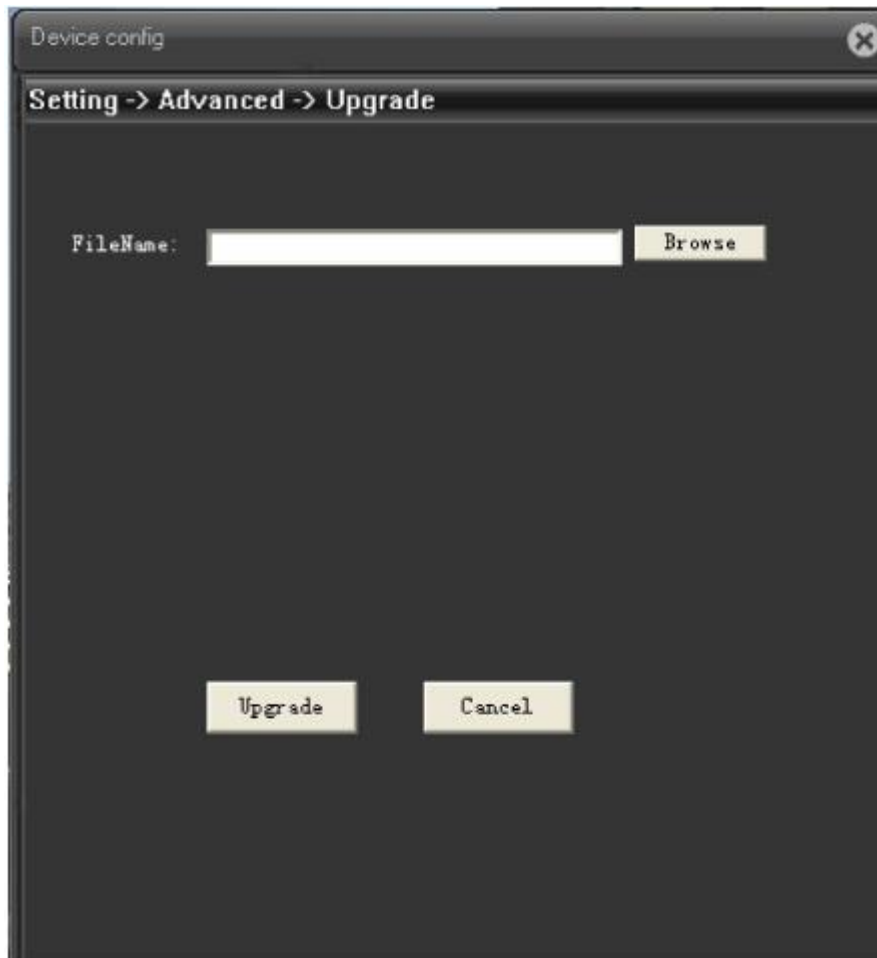 Device config
Setting -> Advanced -> Upgrade
FileName:
Browse
Upgrade
Cancel